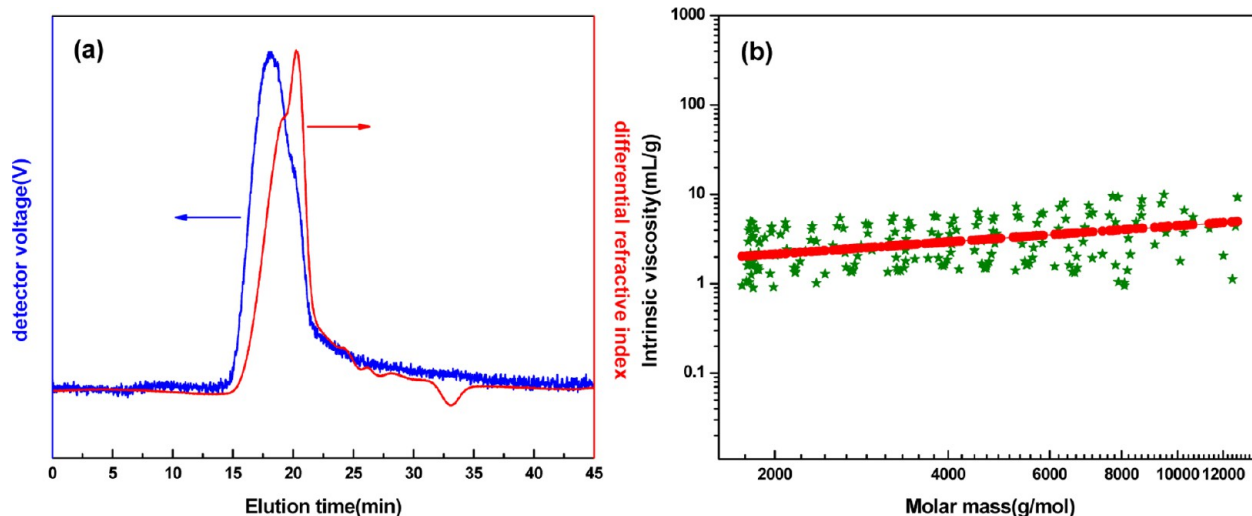 (a)
detector voltage(V)
differential refractive index
0 5 10 15 20 25 30 35 40 45
Elution time(min)
(b)
Intrinsic viscosity(mL/g)
1000
100
10
1
0.1
2000 4000 6000 8000 10000 12000
Molar mass(g/mol)